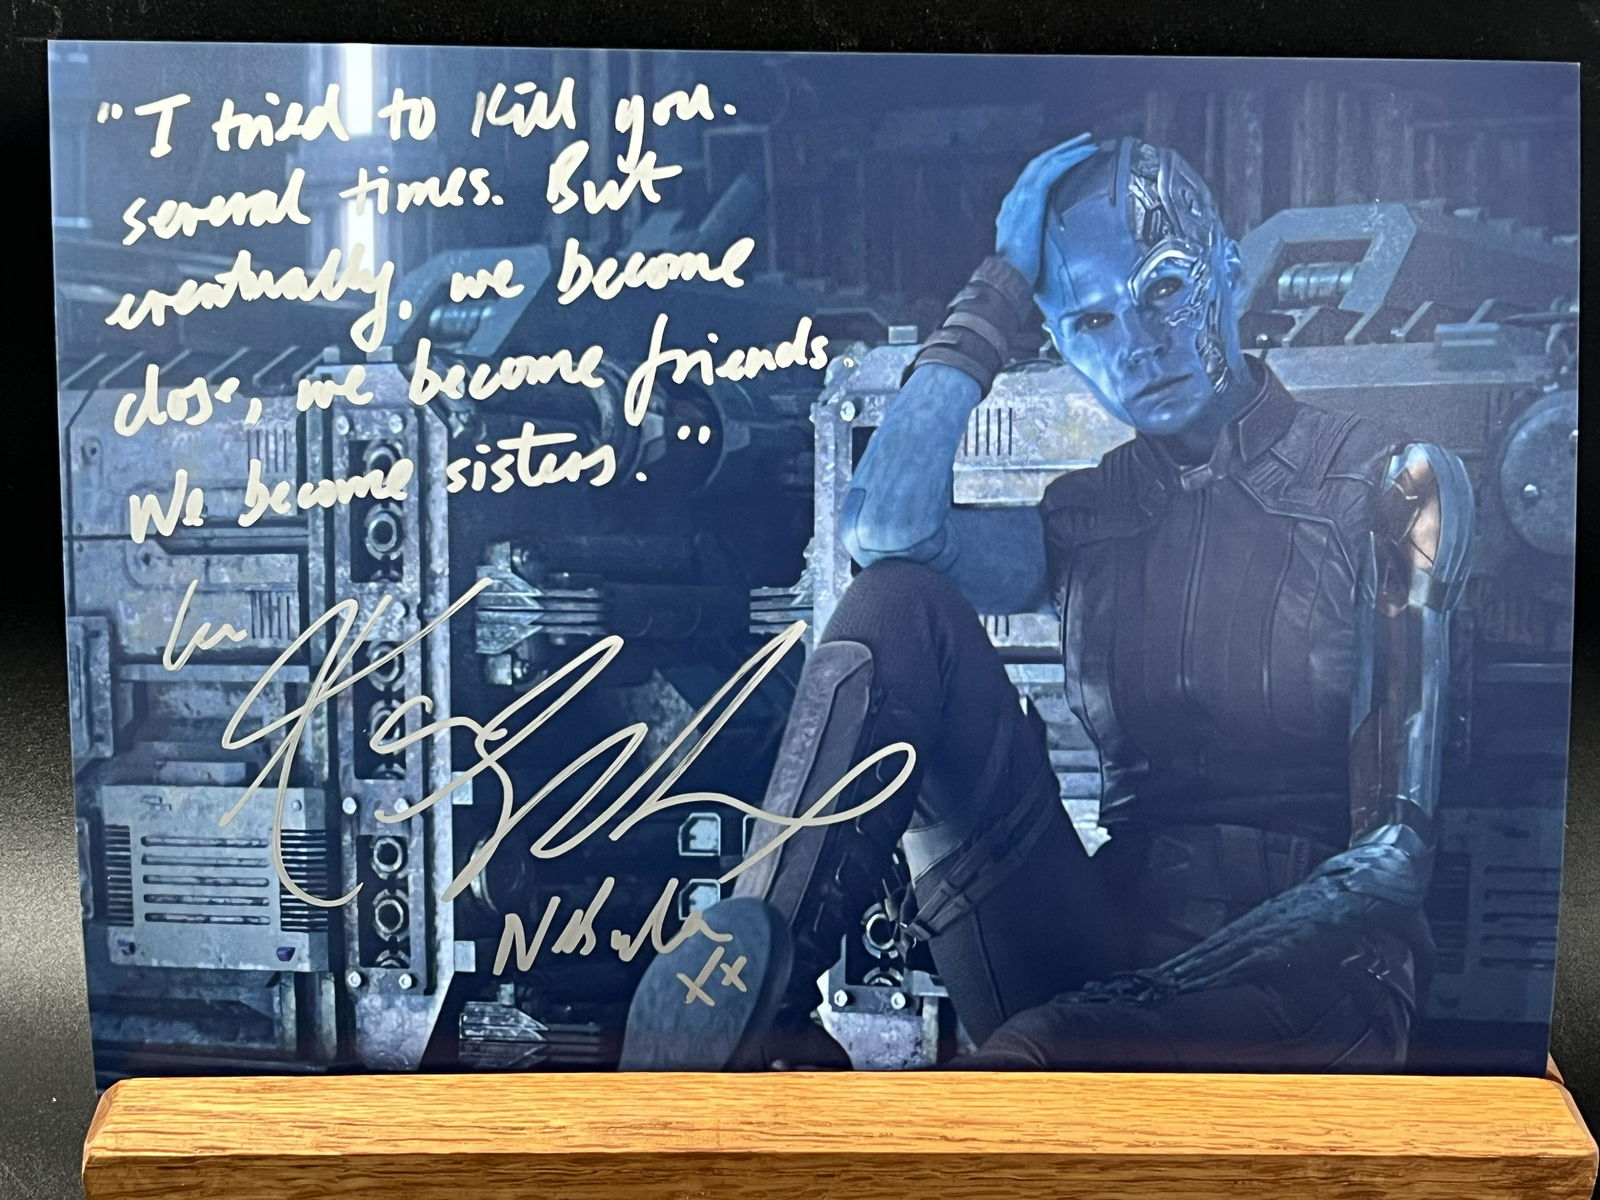 "I tried to Kill you.
several times. But
eventually, we become
close, we become friends
We become sisters."
Nebula
xx